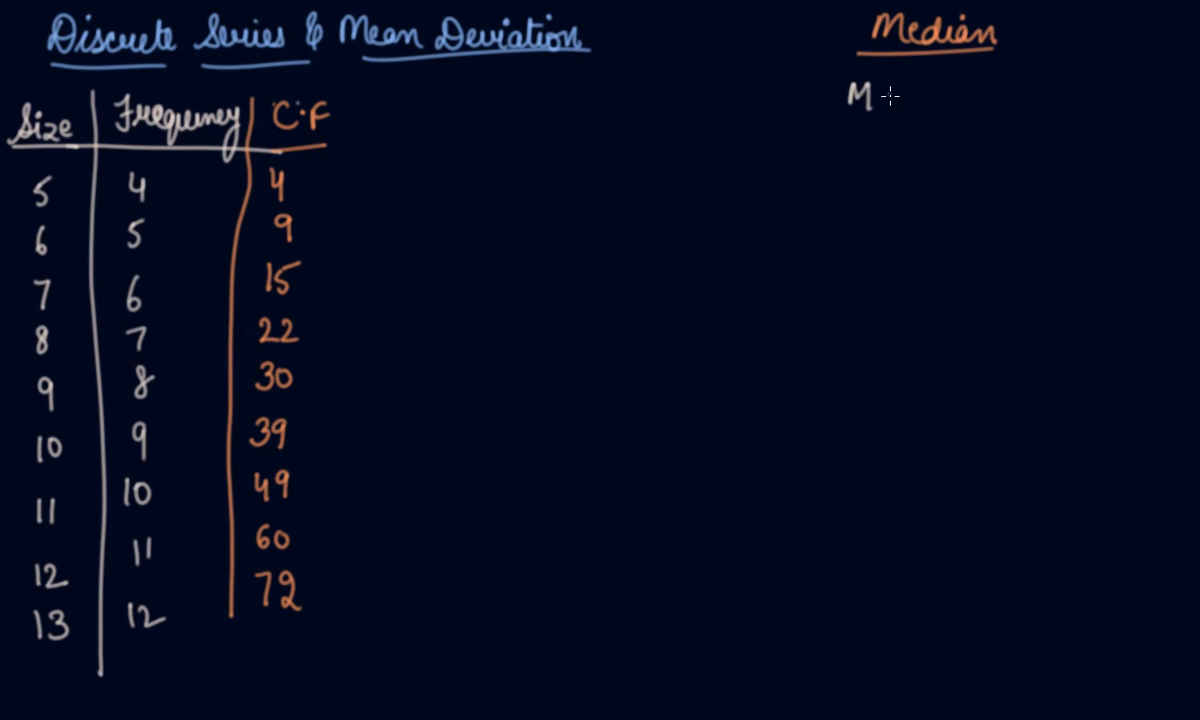 Discrete Series & Mean Deviation
Median
M
Size Frequency C.F
5 4 4
6 5 9
7 6 15
8 7 22
9 8 30
10 9 39
11 10 49
12 11 60
13 12 72